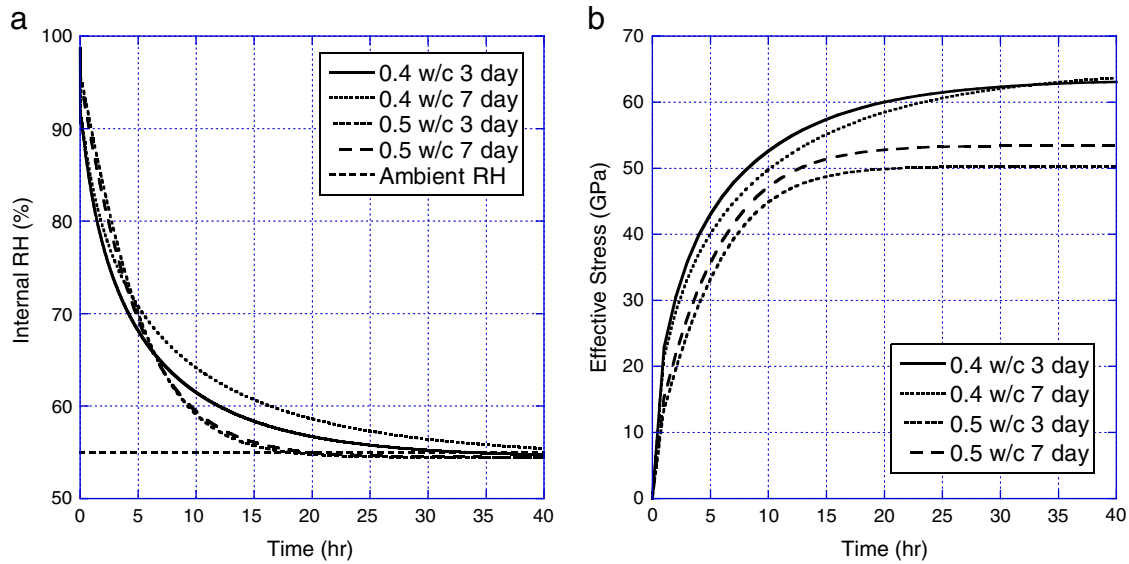 a
100
90
80
70
60
50
Internal RH (%)
0 5 10 15 20 25 30 35 40
Time (hr)
0.4 w/c 3 day
0.4 w/c 7 day
0.5 w/c 3 day
0.5 w/c 7 day
Ambient RH
b
70
60
50
40
30
20
10
0
Effective Stress (GPa)
0 5 10 15 20 25 30 35 40
Time (hr)
0.4 w/c 3 day
0.4 w/c 7 day
0.5 w/c 3 day
0.5 w/c 7 day